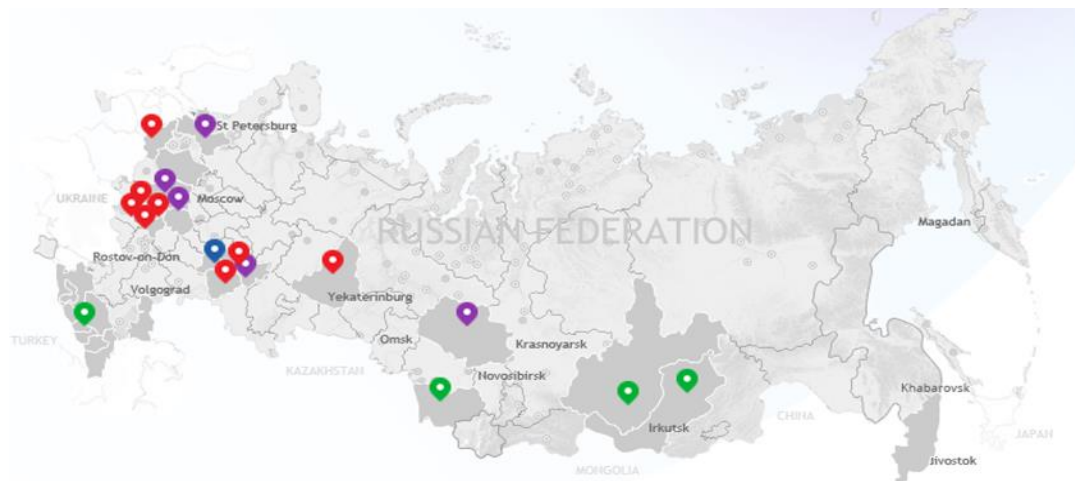 St Petersburg
UKRAINE
Moscow
RUSSIAN FEDERATION
Magadan
Rostov-on-Don
Volgograd
Yekaterinburg
TURKEY
Omsk
Krasnoyarsk
KAZAKHSTAN
Novosibirsk
Khabarovsk
CHINA
Irkutsk
JAPAN
ivostok
MONGOLIA